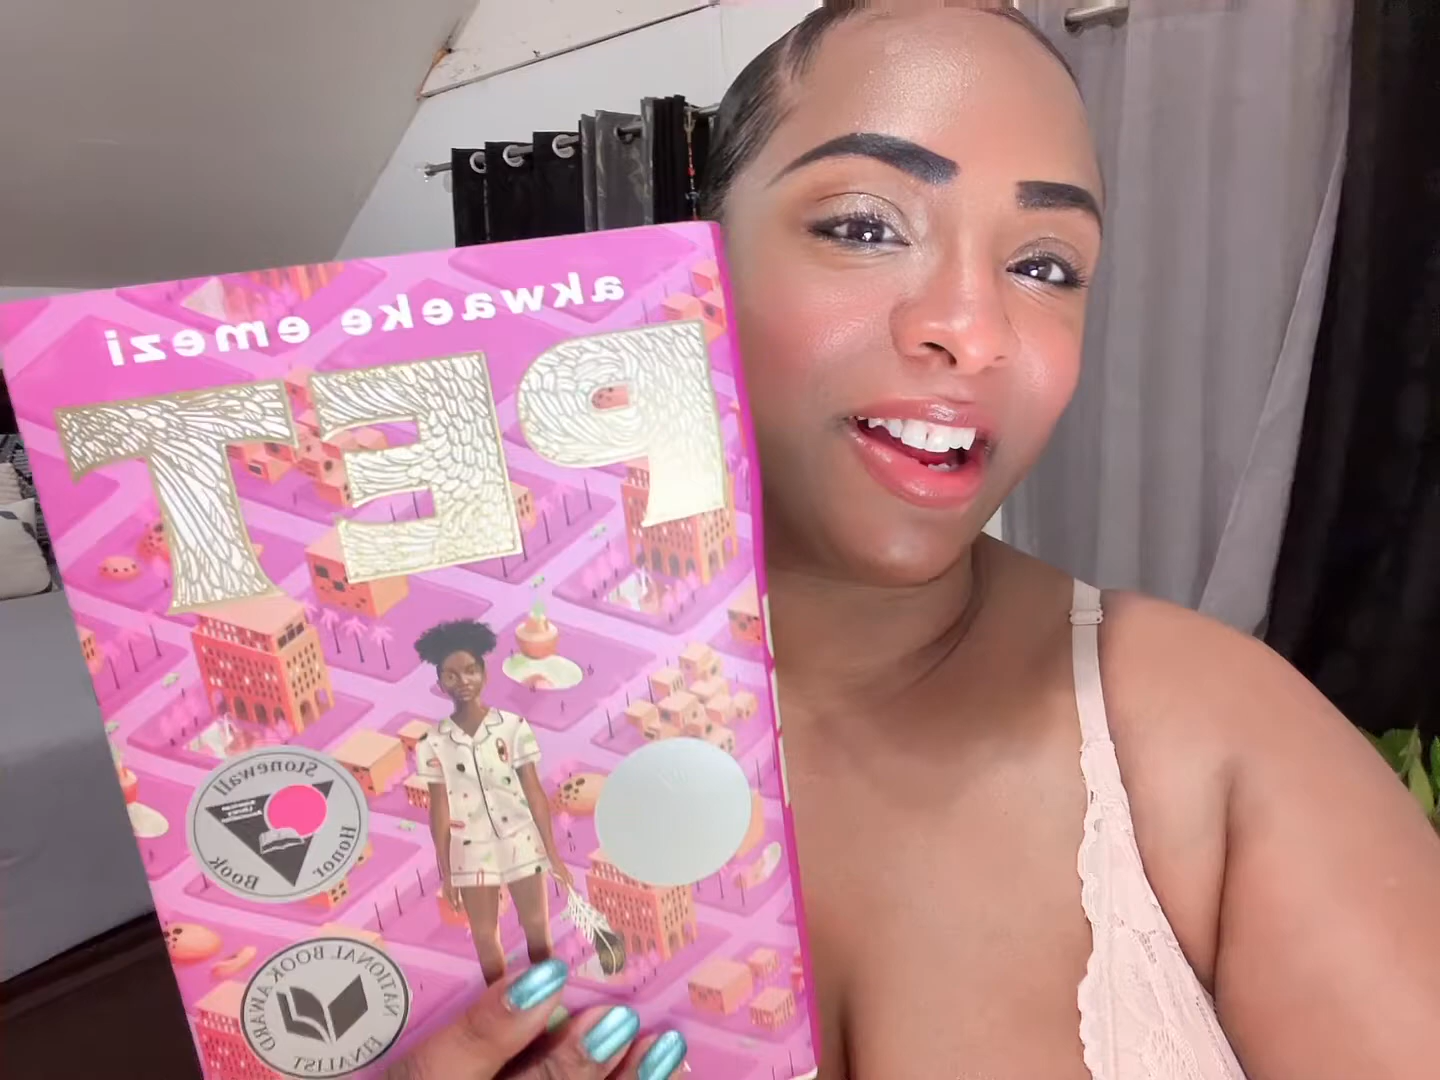 akwaeke emezi
PET
Stonewall
Honor
Book
NATIONAL BOOK AWARD
FINALIST